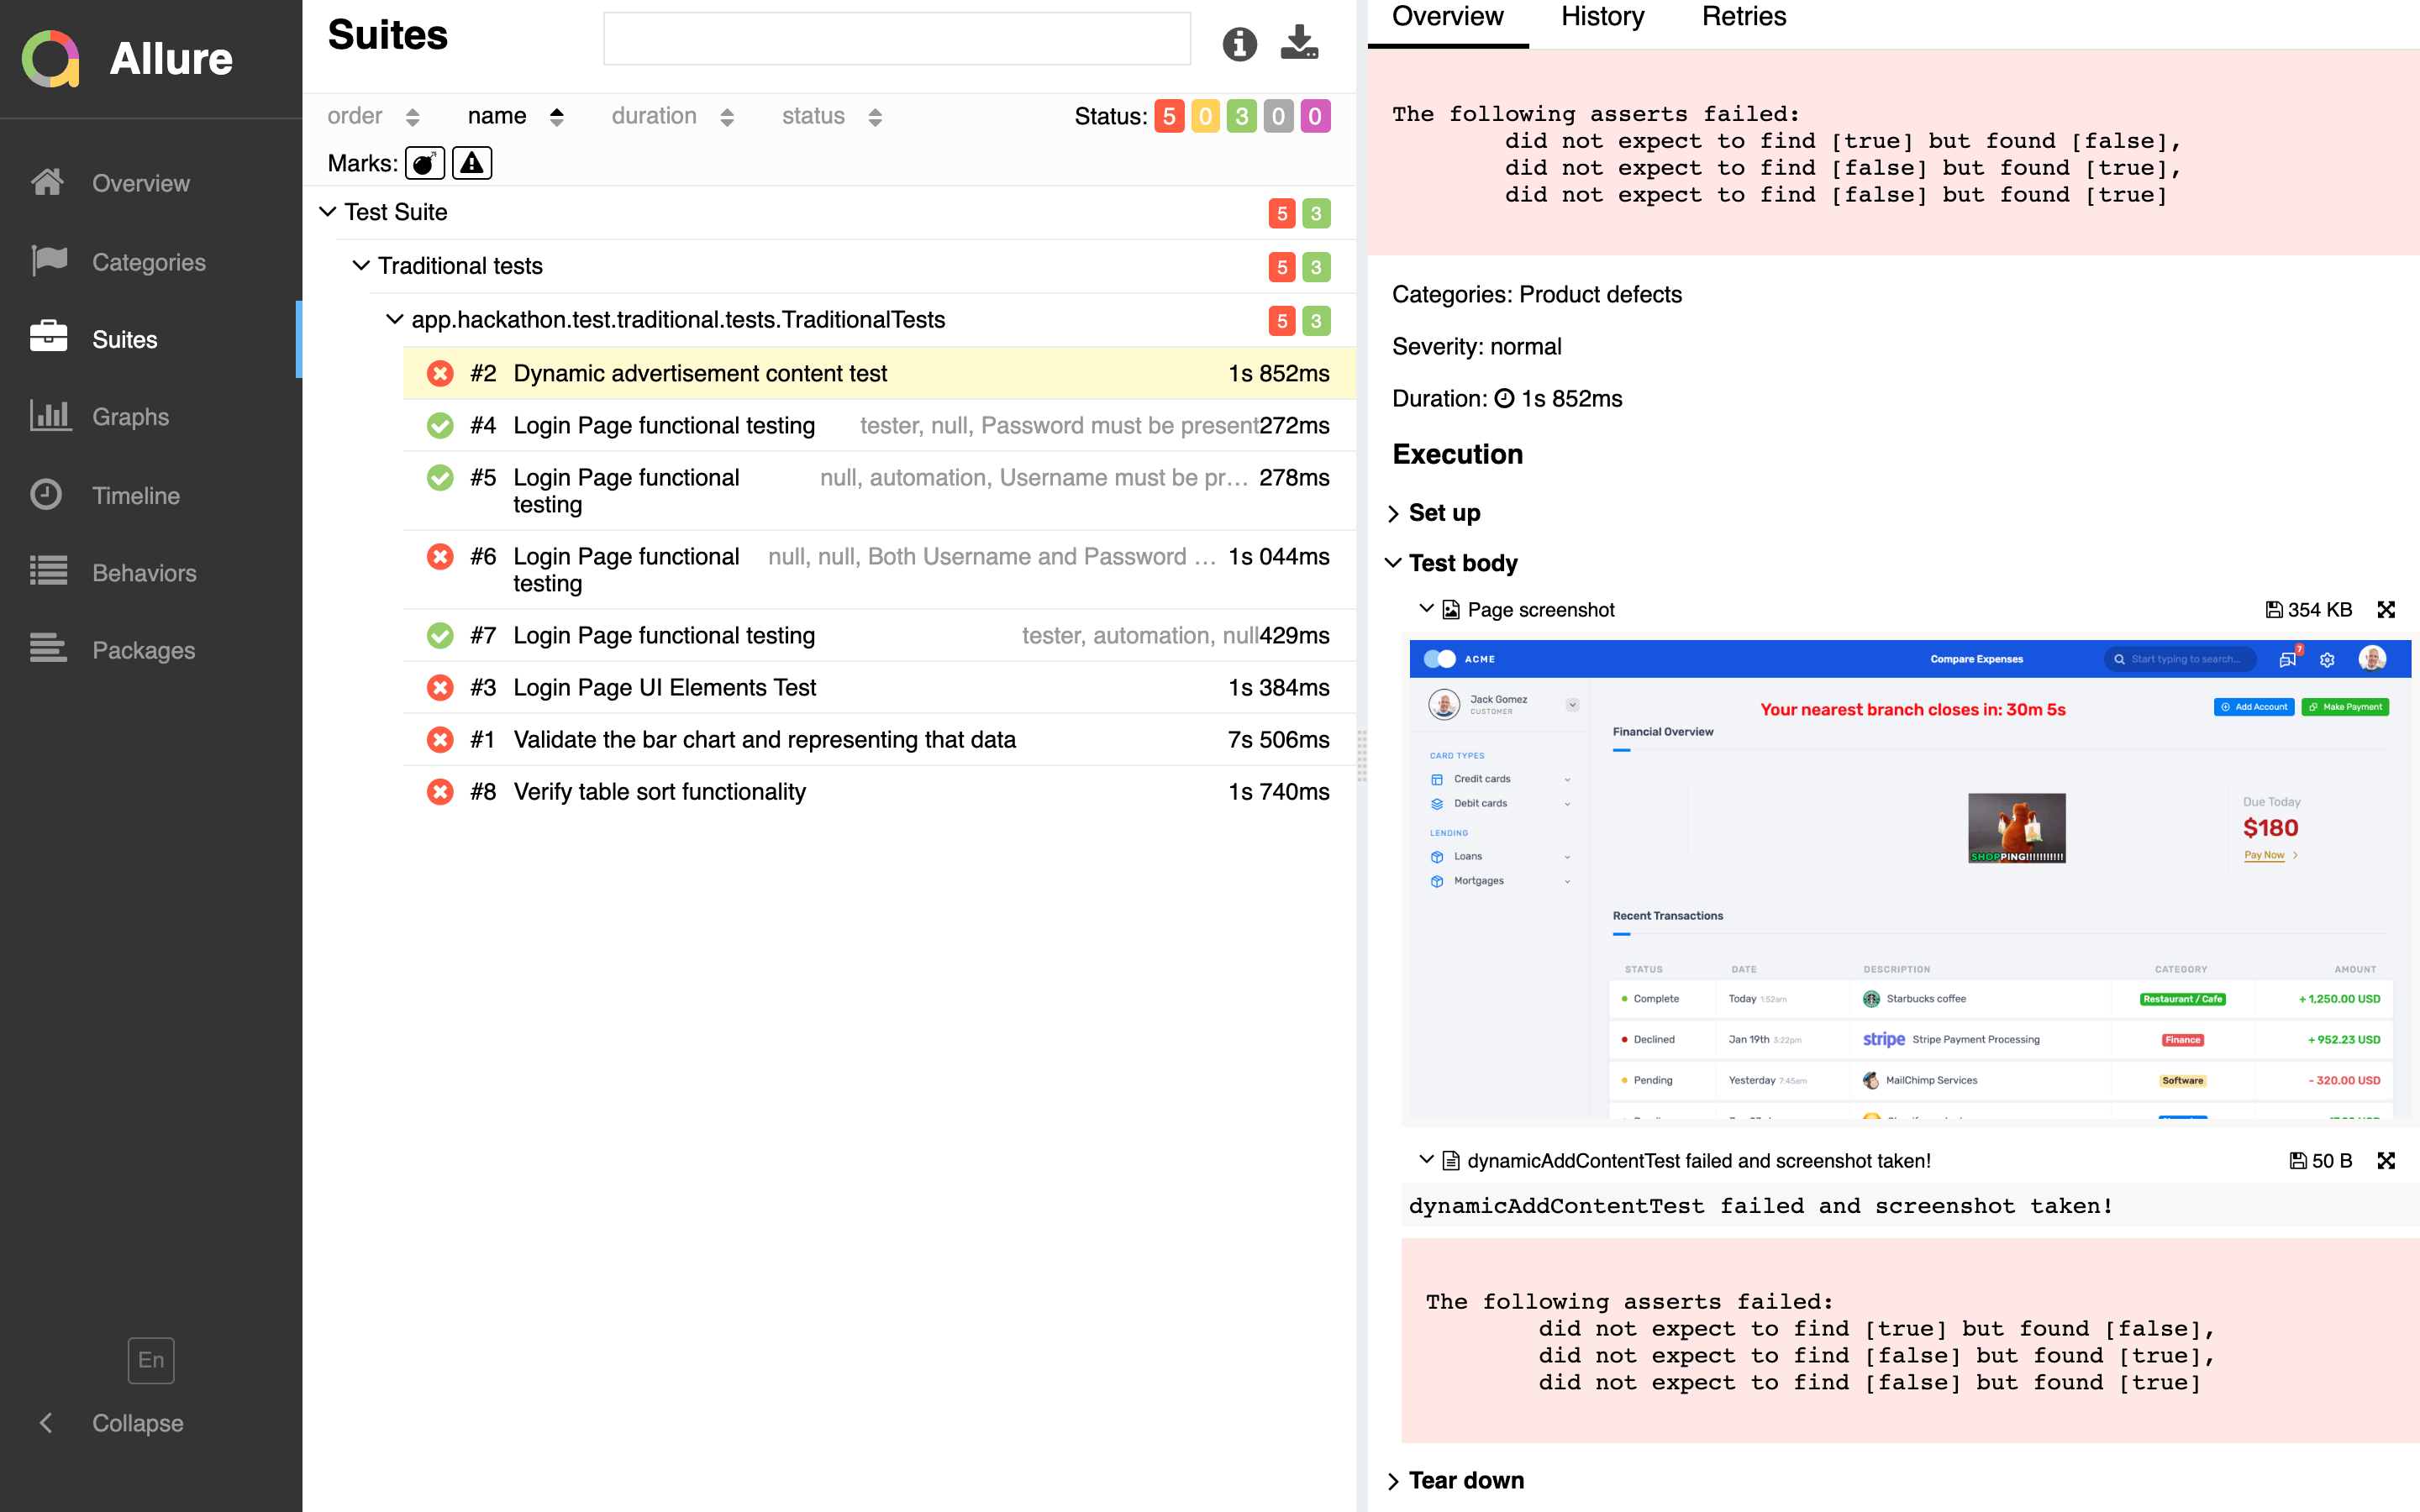 Allure
Overview
Categories
Suites
Graphs
Timeline
Behaviors
Packages
En
Collapse
Suites
order name duration status Status: 5 0 3 0 0
Marks:
Test Suite 5 3
Traditional tests 5 3
app.hackathon.test.traditional.tests.TraditionalTests 5 3
#2 Dynamic advertisement content test 1s 852ms
#4 Login Page functional testing tester, null, Password must be present 272ms
#5 Login Page functional testing null, automation, Username must be pr... 278ms
#6 Login Page functional testing null, null, Both Username and Password ... 1s 044ms
#7 Login Page functional testing tester, automation, null 429ms
#3 Login Page UI Elements Test 1s 384ms
#1 Validate the bar chart and representing that data 7s 506ms
#8 Verify table sort functionality 1s 740ms
Overview History Retries
The following asserts failed:
did not expect to find [true] but found [false],
did not expect to find [false] but found [true],
did not expect to find [false] but found [true]
Categories: Product defects
Severity: normal
Duration: 1s 852ms
Execution
Set up
Test body
Page screenshot 354 KB
ACME Compare Expenses Start typing to search... 7
Jack Gomez
CUSTOMER
Your nearest branch closes in: 30m 5s
Add Account Make Payment
Financial Overview
CARD TYPES
Credit cards
Debit cards
LENDING
Loans
Mortgages
SHOPPING!!!!!!!!!!!
Due Today
$180
Pay Now
Recent Transactions
STATUS DATE DESCRIPTION CATEGORY AMOUNT
Complete Today 1:52am Starbucks coffee Restaurant / Cafe + 1,250.00 USD
Declined Jan 19th 3:22pm stripe Stripe Payment Processing Finance + 952.23 USD
Pending Yesterday 7:45am MailChimp Services Software - 320.00 USD
dynamicAddContentTest failed and screenshot taken! 50 B
dynamicAddContentTest failed and screenshot taken!
The following asserts failed:
did not expect to find [true] but found [false],
did not expect to find [false] but found [true],
did not expect to find [false] but found [true]
Tear down